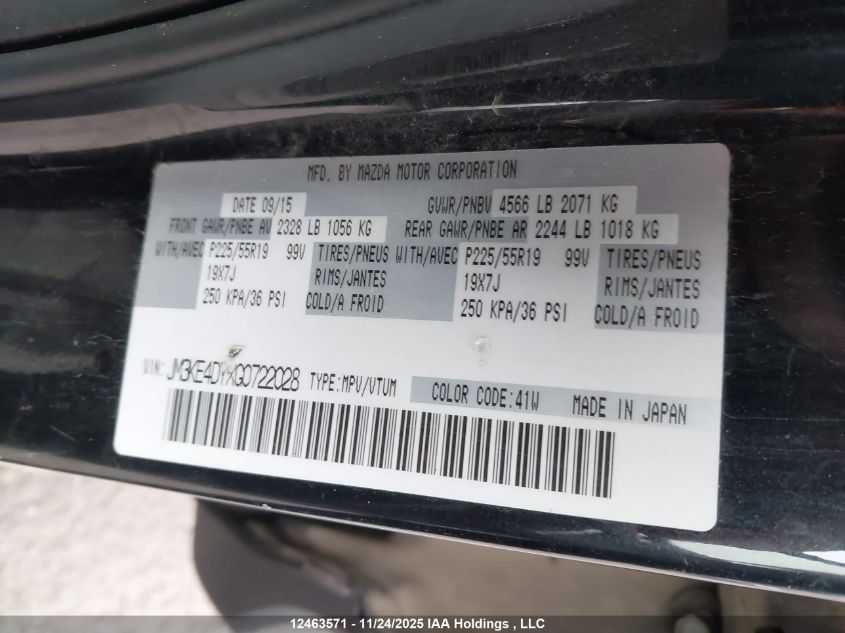 MFD. BY MAZDA MOTOR CORPORATION
DATE 09/15 GVWR/PNBV 4566 LB 2071 KG
FRONT GAWR/PNBE AV 2328 LB 1056 KG REAR GAWR/PNBE AR 2244 LB 1018 KG
WITH/AVEC P225/55R19 99V TIRES/PNEUS WITH/AVEC P225/55R19 99V TIRES/PNEUS
19X7J RIMS/JANTES 19X7J RIMS/JANTES
250 KPA/36 PSI COLD/A FROID 250 KPA/36 PSI COLD/A FROID
VIN: JM3KE4DYXG0722028 TYPE:MPV/VTUM COLOR CODE:41W MADE IN JAPAN
12463571 - 11/24/2025 IAA Holdings , LLC